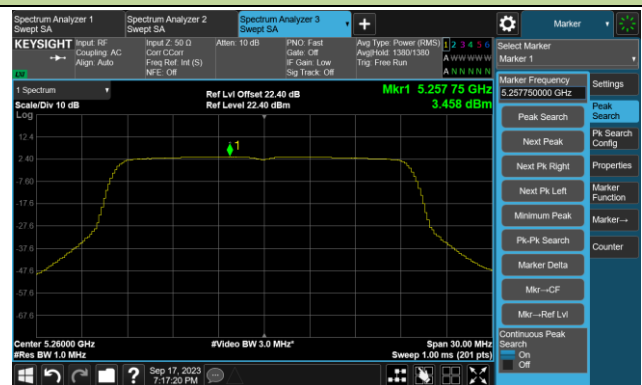 Spectrum Analyzer 1
Swept SA
Spectrum Analyzer 2
Swept SA
Spectrum Analyzer 3
Swept SA
Marker
KEYSIGHT
Input: RF
Coupling: AC
Align: Auto
Input Z: 50 Ω
Corr CCorr
Freq Ref: Int (S)
NFE: Off
Atten: 10 dB
PNO: Fast
Gate: Off
IF Gain: Low
Sig Track: Off
Avg Type: Power (RMS)
Avg|Hold: 1380/1380
Trig: Free Run
1 2 3 4 5 6
A W W W W W
A N N N N N
LW
Select Marker
Marker 1
1 Spectrum
Scale/Div 10 dB
Ref Lvl Offset 22.40 dB
Ref Level 22.40 dBm
Mkr1 5.257 75 GHz
3.458 dBm
Log
12.4
2.40
-7.60
-17.6
-27.6
-37.6
-47.6
-57.6
-67.6
1
Center 5.26000 GHz
#Res BW 1.0 MHz
#Video BW 3.0 MHz*
Span 30.00 MHz
Sweep 1.00 ms (201 pts)
Marker Frequency
5.257750000 GHz
Peak Search
Next Peak
Next Pk Right
Next Pk Left
Minimum Peak
Pk-Pk Search
Marker Delta
Mkr→CF
Mkr→Ref Lvl
Continuous Peak
Search
On
Off
Settings
Peak
Search
Pk Search
Config
Properties
Marker
Function
Marker→
Counter
Sep 17, 2023
7:17:20 PM